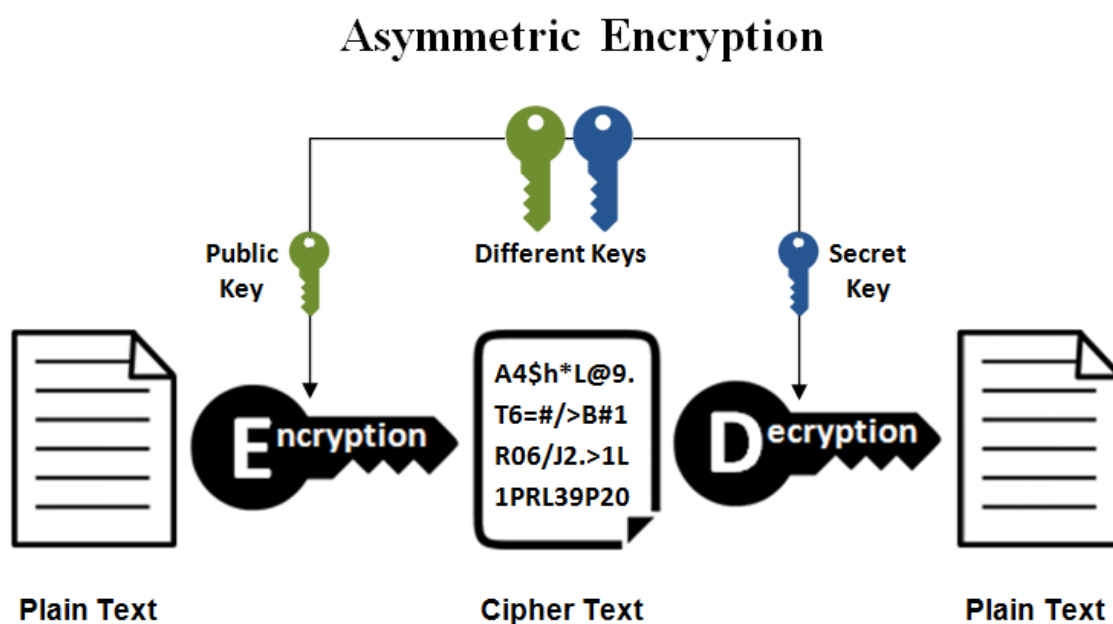 Asymmetric Encryption
Public
Key
Different Keys
Secret
Key
Encryption
A4$h*L@9.
T6=#/>B#1
R06/J2.>1L
1PRL39P20
Decryption
Plain Text
Cipher Text
Plain Text